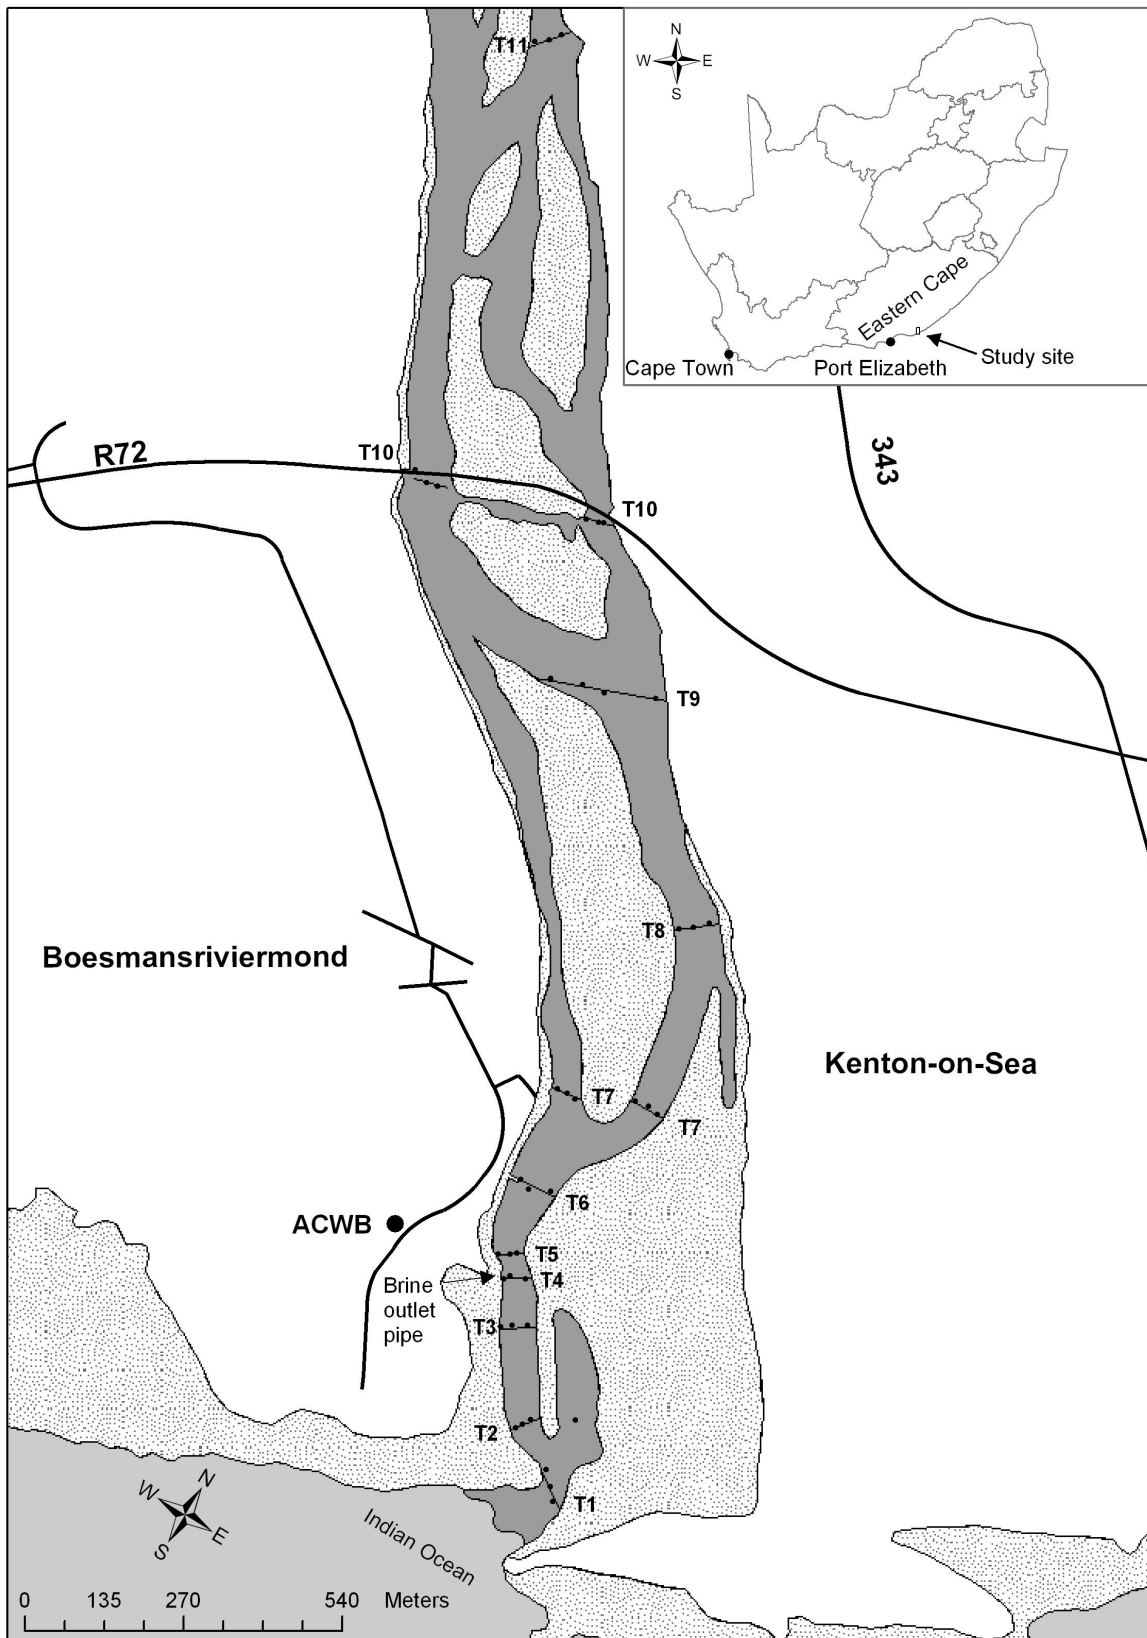 T11
N
W
E
S
Eastern Cape
Study site
Cape Town
Port Elizabeth
R72
T10
343
T10
T9
T8
Boesmansriviermond
Kenton-on-Sea
T7
T7
T6
ACWB
T5
T4
Brine
outlet
pipe
T3
T2
T1
N
W
E
S
Indian Ocean
0 135 270 540 Meters